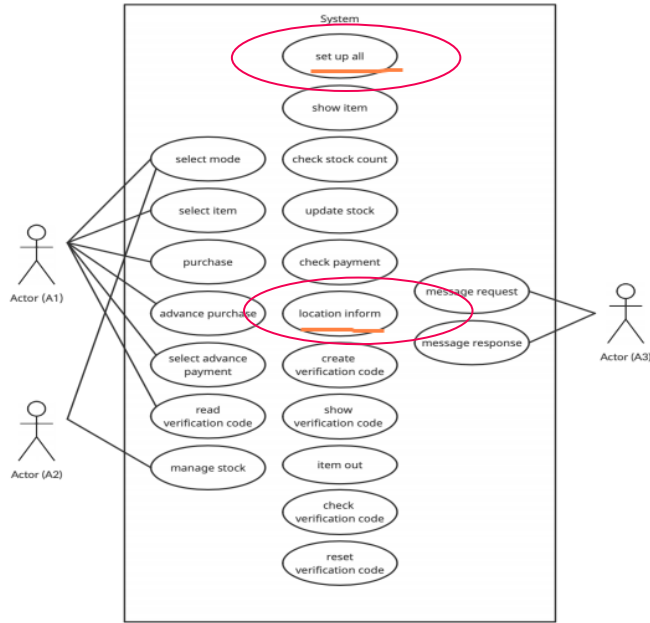 System
set up all
show item
select mode
check stock count
select item
update stock
purchase
check payment
message request
Actor (A1)
advance purchase
location inform
message response
Actor (A3)
select advance
payment
create
verification code
read
verification code
show
verification code
Actor (A2)
manage stock
item out
check
verification code
reset
verification code